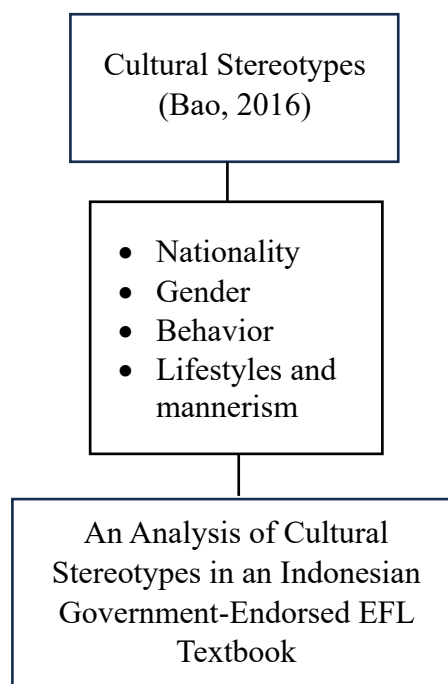 Cultural Stereotypes
(Bao, 2016)
• Nationality
• Gender
• Behavior
• Lifestyles and
mannerism
An Analysis of Cultural
Stereotypes in an Indonesian
Government-Endorsed EFL
Textbook